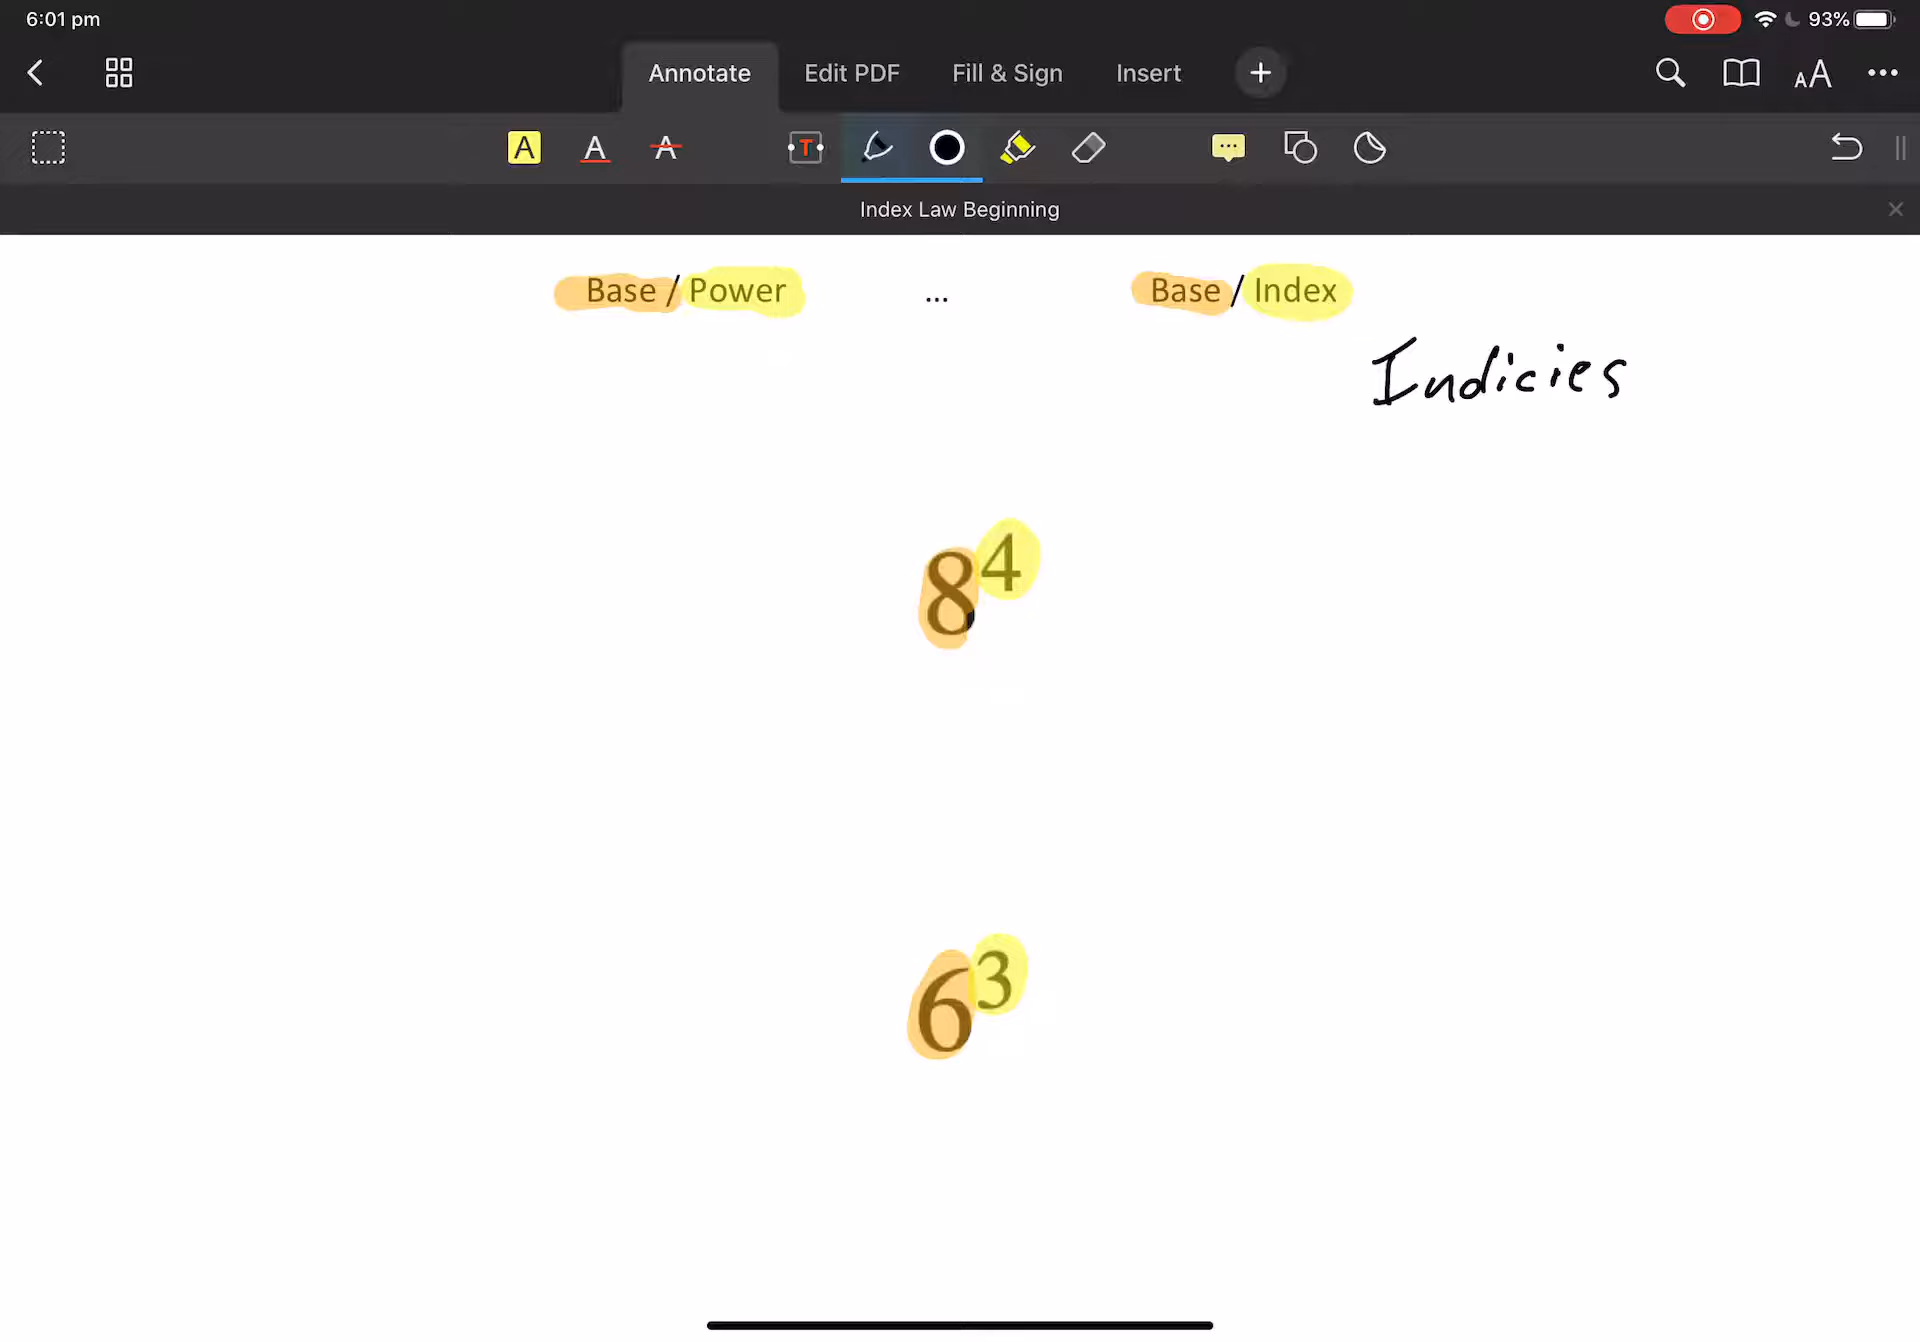 6:01 pm 93%
Annotate Edit PDF Fill & Sign Insert
A A A T AA
Index Law Beginning
Base / Power ... Base / Index
Indicies
8⁴
6³